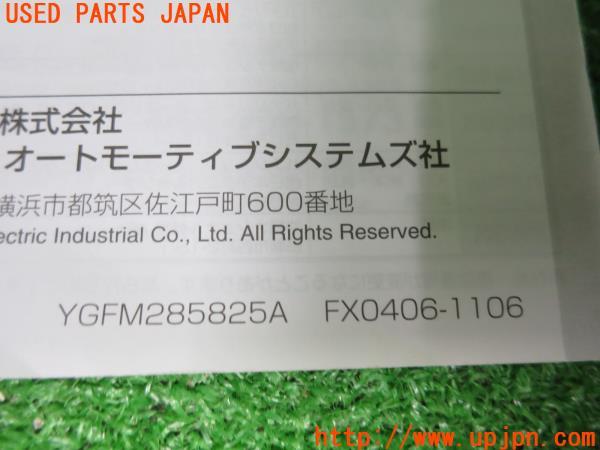 USED PARTS JAPAN
株式会社
オートモーティブシステムズ社
横浜市都筑区佐江戸町600番地
ectric Industrial Co., Ltd. All Rights Reserved.
YGFM285825A FX0406-1106
http://www.upjpn.com/